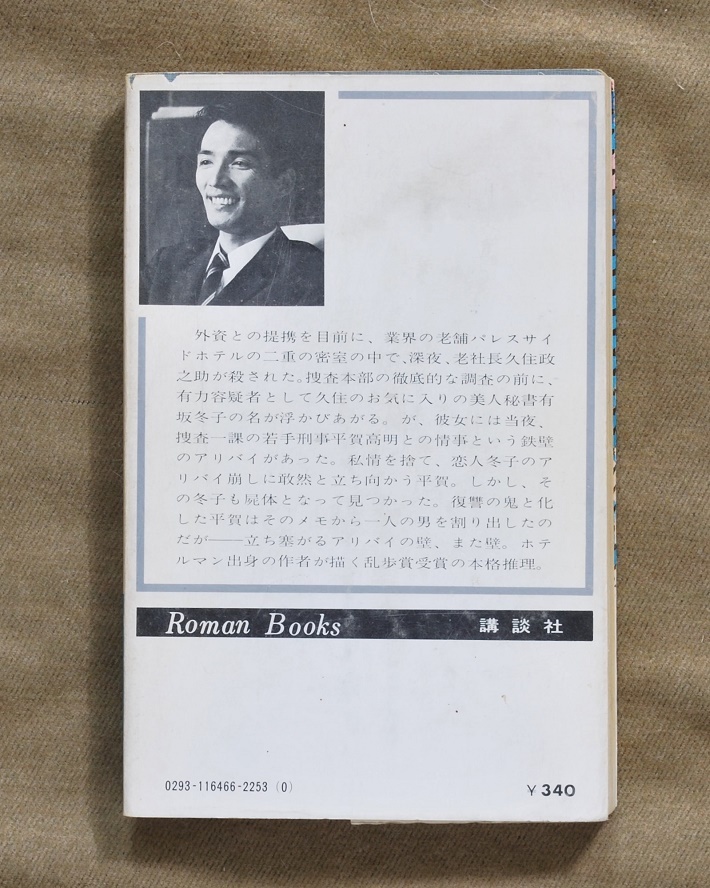 外資との提携を目前に、業界の老舗パレスサイ
ドホテルの二重の密室の中で、深夜、老社長久住政
之助が殺された。捜査本部の徹底的な調査の前に、
有力容疑者として久住のお気に入りの美人秘書有
坂冬子の名が浮かびあがる。が、彼女には当夜、
捜査一課の若手刑事平賀高明との情事という鉄壁
のアリバイがあった。私情を捨て、恋人冬子のア
リバイ崩しに敢然と立ち向かう平賀。しかし、そ
の冬子も屍体となって見つかった。復讐の鬼と化
した平賀はそのメモから一人の男を割り出したの
だが――立ち塞がるアリバイの壁、また壁。ホテ
ルマン出身の作者が描く乱歩賞受賞の本格推理。
Roman Books 講談社
0293-116466-2253(0) ¥340